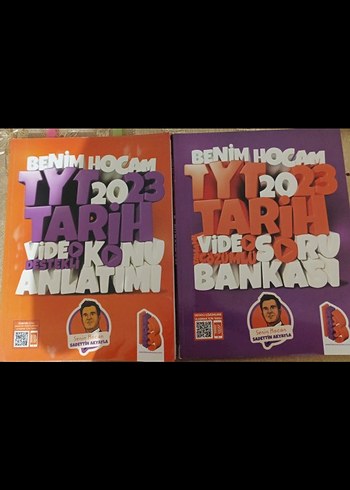 BENİM HOCAM
TYT 2023
TARİH
VİDEO
DESTEKLİ
KONU
ANLATIMI
SADETTİN AKYAYLA
BENİM HOCAM
TYT 2023
TARİH
VİDEO
ÇÖZÜMLÜ
SORU
BANKASI
SADETTİN AKYAYLA